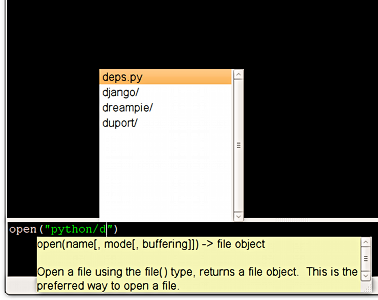 deps.py
django/
dreampie/
duport/
open("python/d")
open(name[, mode[, buffering]]) -> file object
Open a file using the file() type, returns a file object. This is the
preferred way to open a file.